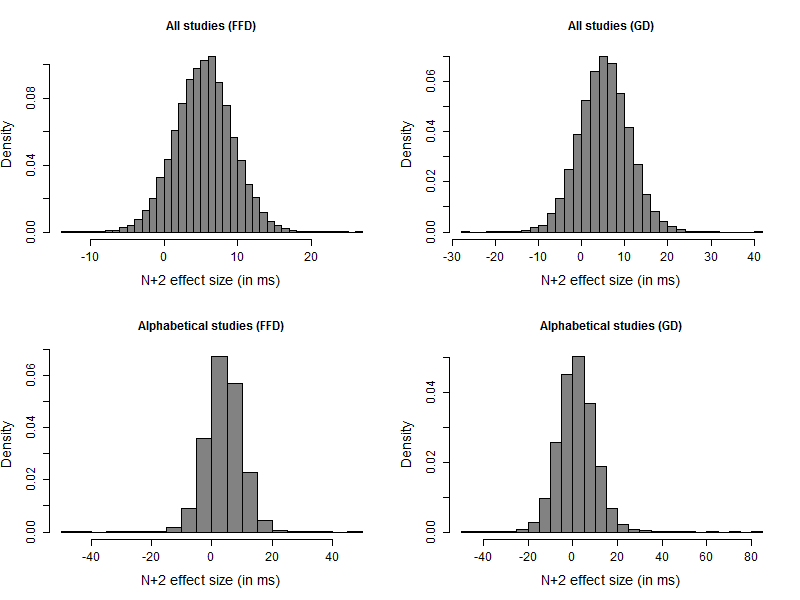 All studies (FFD)
Density
0.00 0.04 0.08
-10 0 10 20
N+2 effect size (in ms)
All studies (GD)
Density
0.00 0.02 0.04 0.06
-30 -20 -10 0 10 20 30 40
N+2 effect size (in ms)
Alphabetical studies (FFD)
Density
0.00 0.02 0.04 0.06
-40 -20 0 20 40
N+2 effect size (in ms)
Alphabetical studies (GD)
Density
0.00 0.02 0.04
-40 -20 0 20 40 60 80
N+2 effect size (in ms)